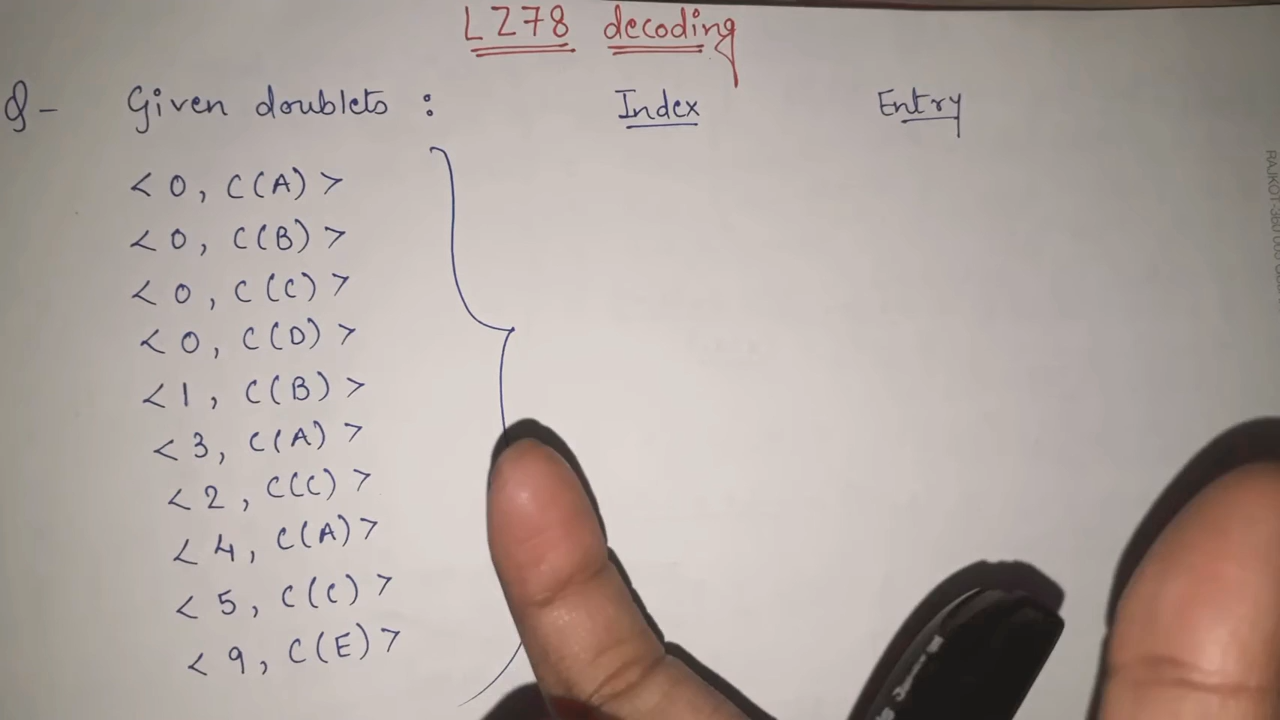 LZ78 decoding
Q- Given doublets : Index Entry
< 0, C(A) >
< 0, C(B) >
< 0, C(C) >
< 0, C(D) >
< 1, C(B) >
< 3, C(A) >
< 2, C(C) >
< 4, C(A) >
< 5, C(C) >
< 9, C(E) >